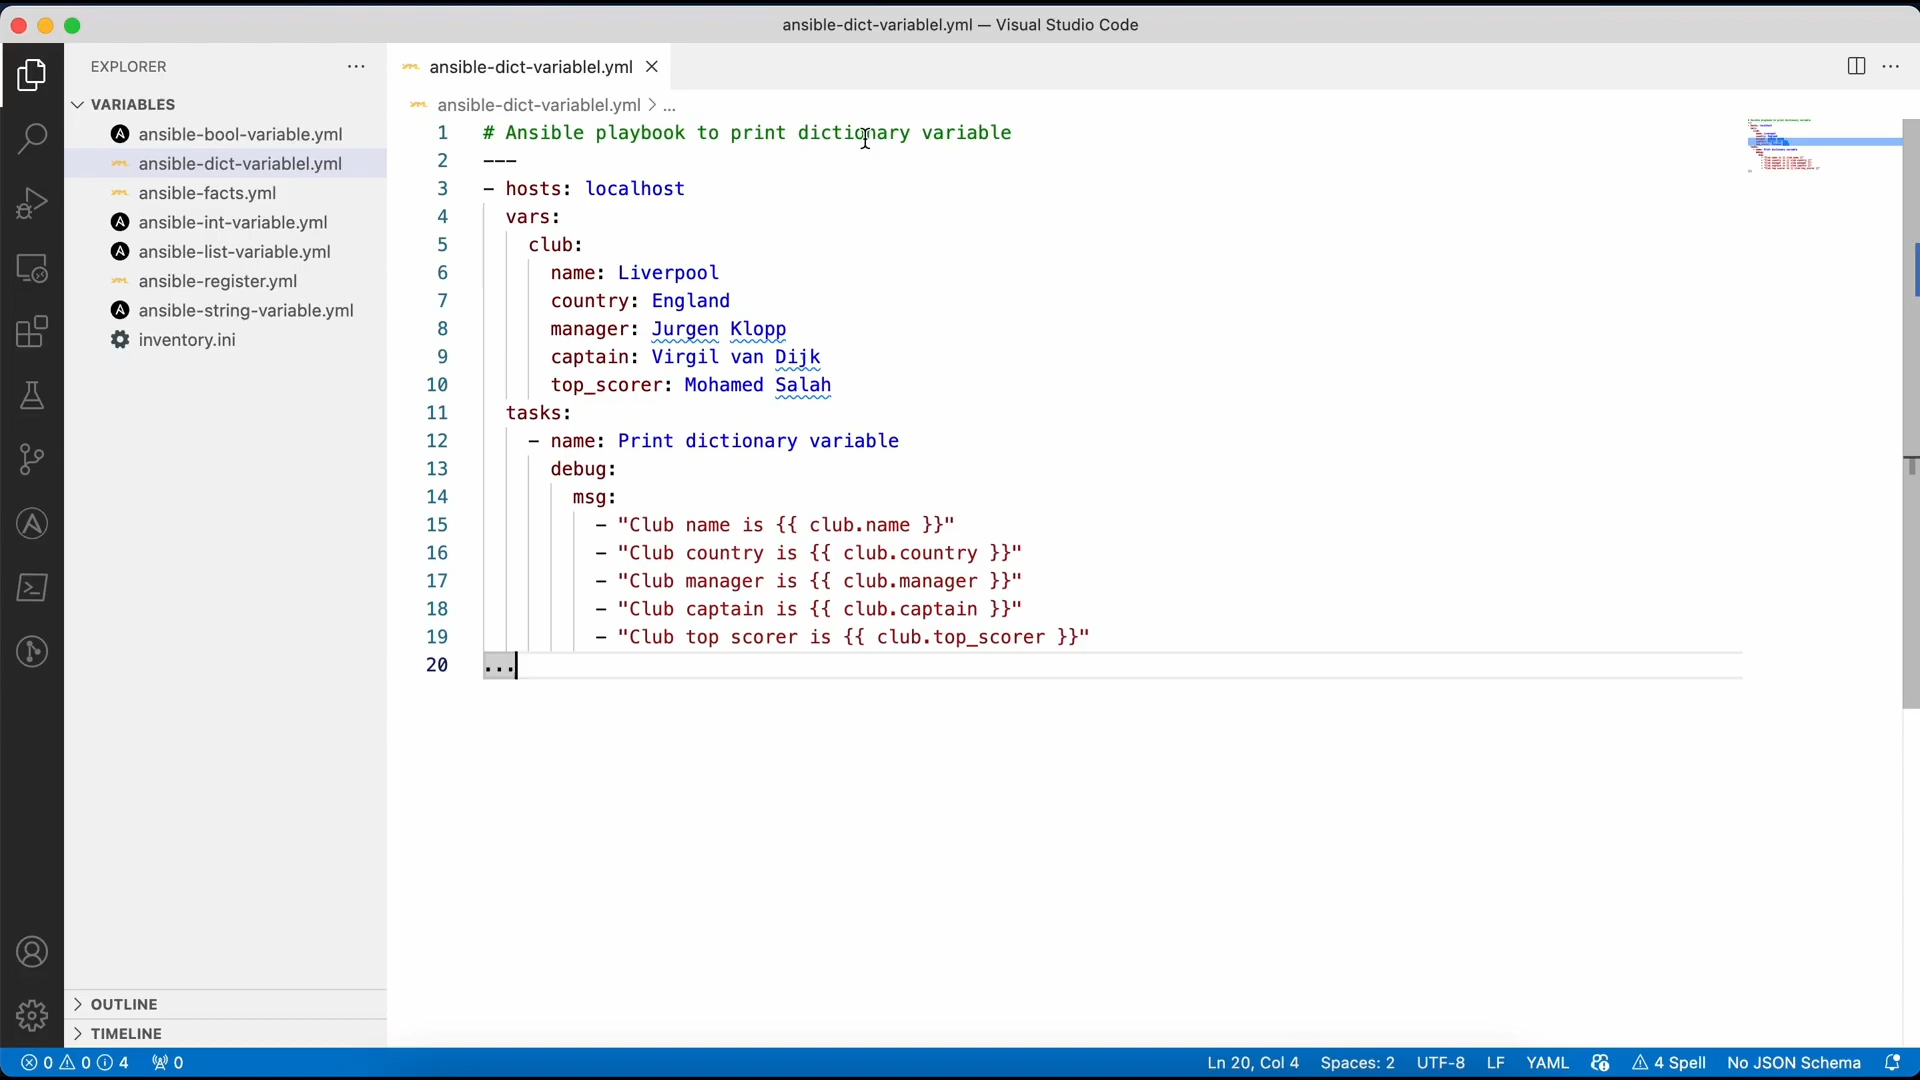 ansible-dict-variablel.yml — Visual Studio Code
EXPLORER
VARIABLES
ansible-bool-variable.yml
ansible-dict-variablel.yml
ansible-facts.yml
ansible-int-variable.yml
ansible-list-variable.yml
ansible-register.yml
ansible-string-variable.yml
inventory.ini
OUTLINE
TIMELINE
ansible-dict-variablel.yml
ansible-dict-variablel.yml > ...
1 # Ansible playbook to print dictionary variable
2 ---
3 - hosts: localhost
4 vars:
5 club:
6 name: Liverpool
7 country: England
8 manager: Jurgen Klopp
9 captain: Virgil van Dijk
10 top_scorer: Mohamed Salah
11 tasks:
12 - name: Print dictionary variable
13 debug:
14 msg:
15 - "Club name is {{ club.name }}"
16 - "Club country is {{ club.country }}"
17 - "Club manager is {{ club.manager }}"
18 - "Club captain is {{ club.captain }}"
19 - "Club top scorer is {{ club.top_scorer }}"
20 ...
0 0 4 0 Ln 20, Col 4 Spaces: 2 UTF-8 LF YAML 4 Spell No JSON Schema